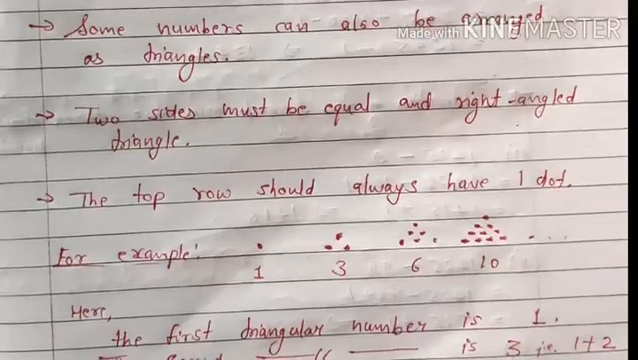 → Some numbers can also be arranged
Made with KINEMASTER
as triangles.
→ Two sides must be equal and right-angled
triangle.
→ The top row should always have 1 dot.
For example:
1 3 6 10 ...
Here,
the first triangular number is 1.
—— " —— is 3 i.e. 1+2